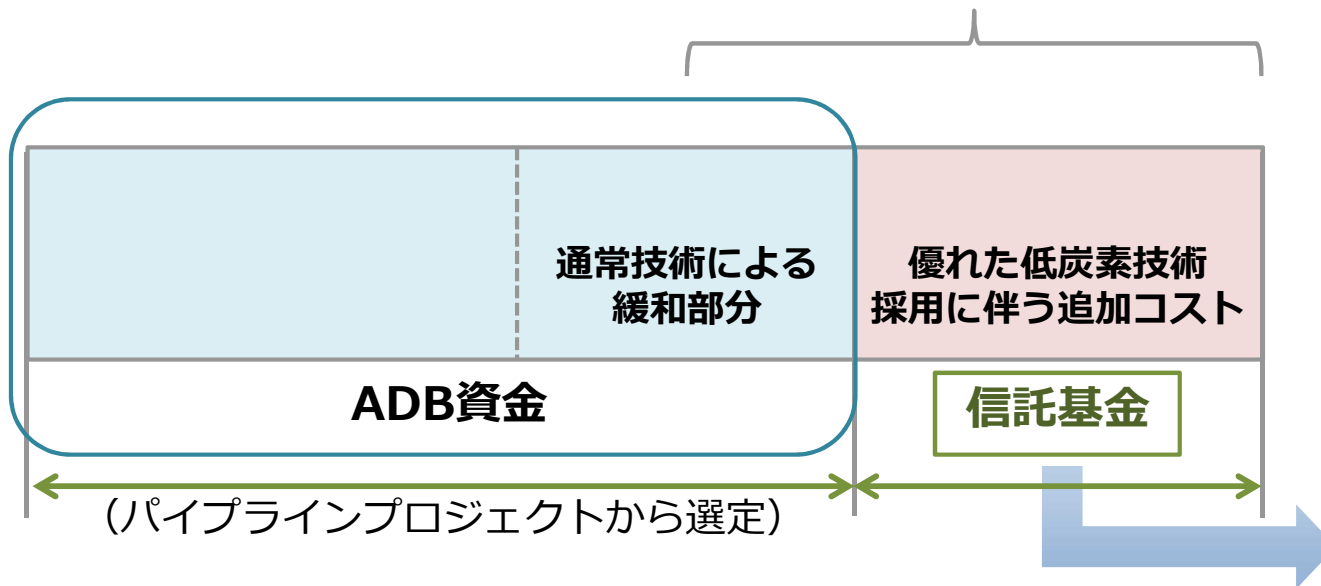 通常技術による
緩和部分
優れた低炭素技術
採用に伴う追加コスト
ADB資金
信託基金
（パイプラインプロジェクトから選定）